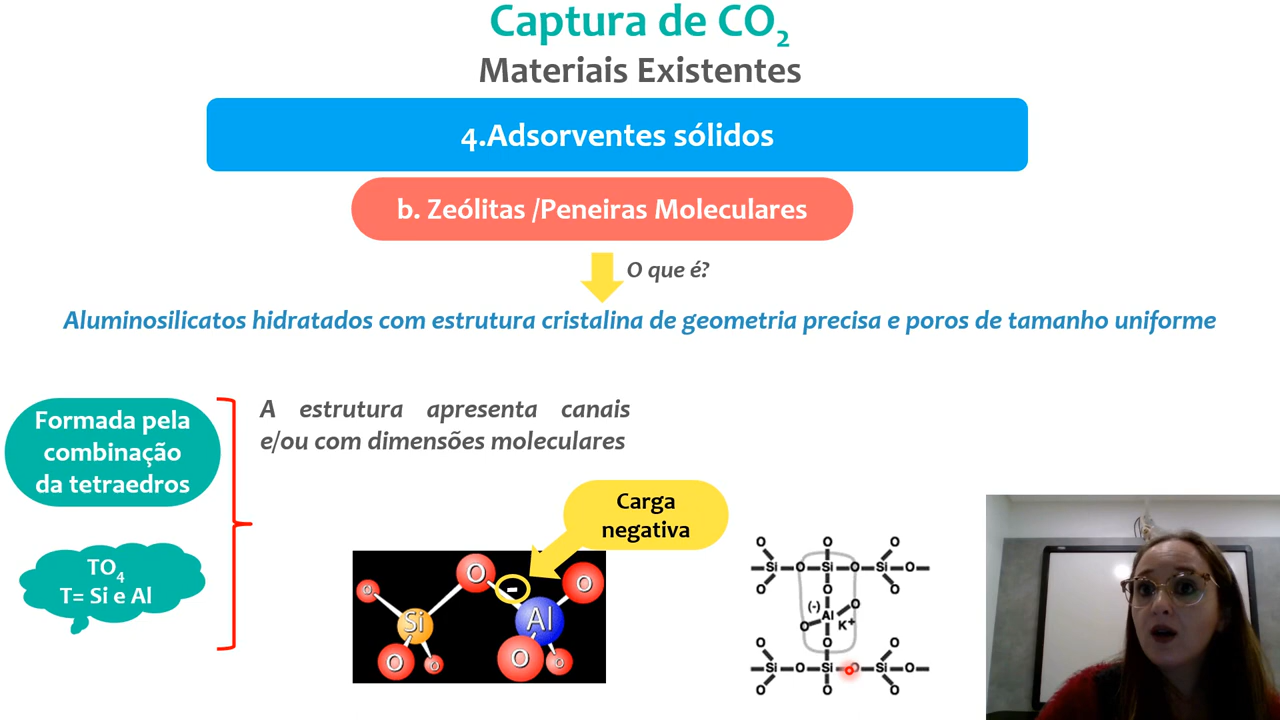 Captura de CO₂
Materiais Existentes
4.Adsorventes sólidos
b. Zeólitas /Peneiras Moleculares
O que é?
Aluminosilicatos hidratados com estrutura cristalina de geometria precisa e poros de tamanho uniforme
Formada pela
combinação
da tetraedros
A estrutura apresenta canais
e/ou com dimensões moleculares
TO₄
T= Si e Al
Carga
negativa
O O O
O Si - Al
O O O O
O O O
Si O Si O Si O
O O O
(-) Al O
O K⁺
O O O
Si O Si O Si O
O O O